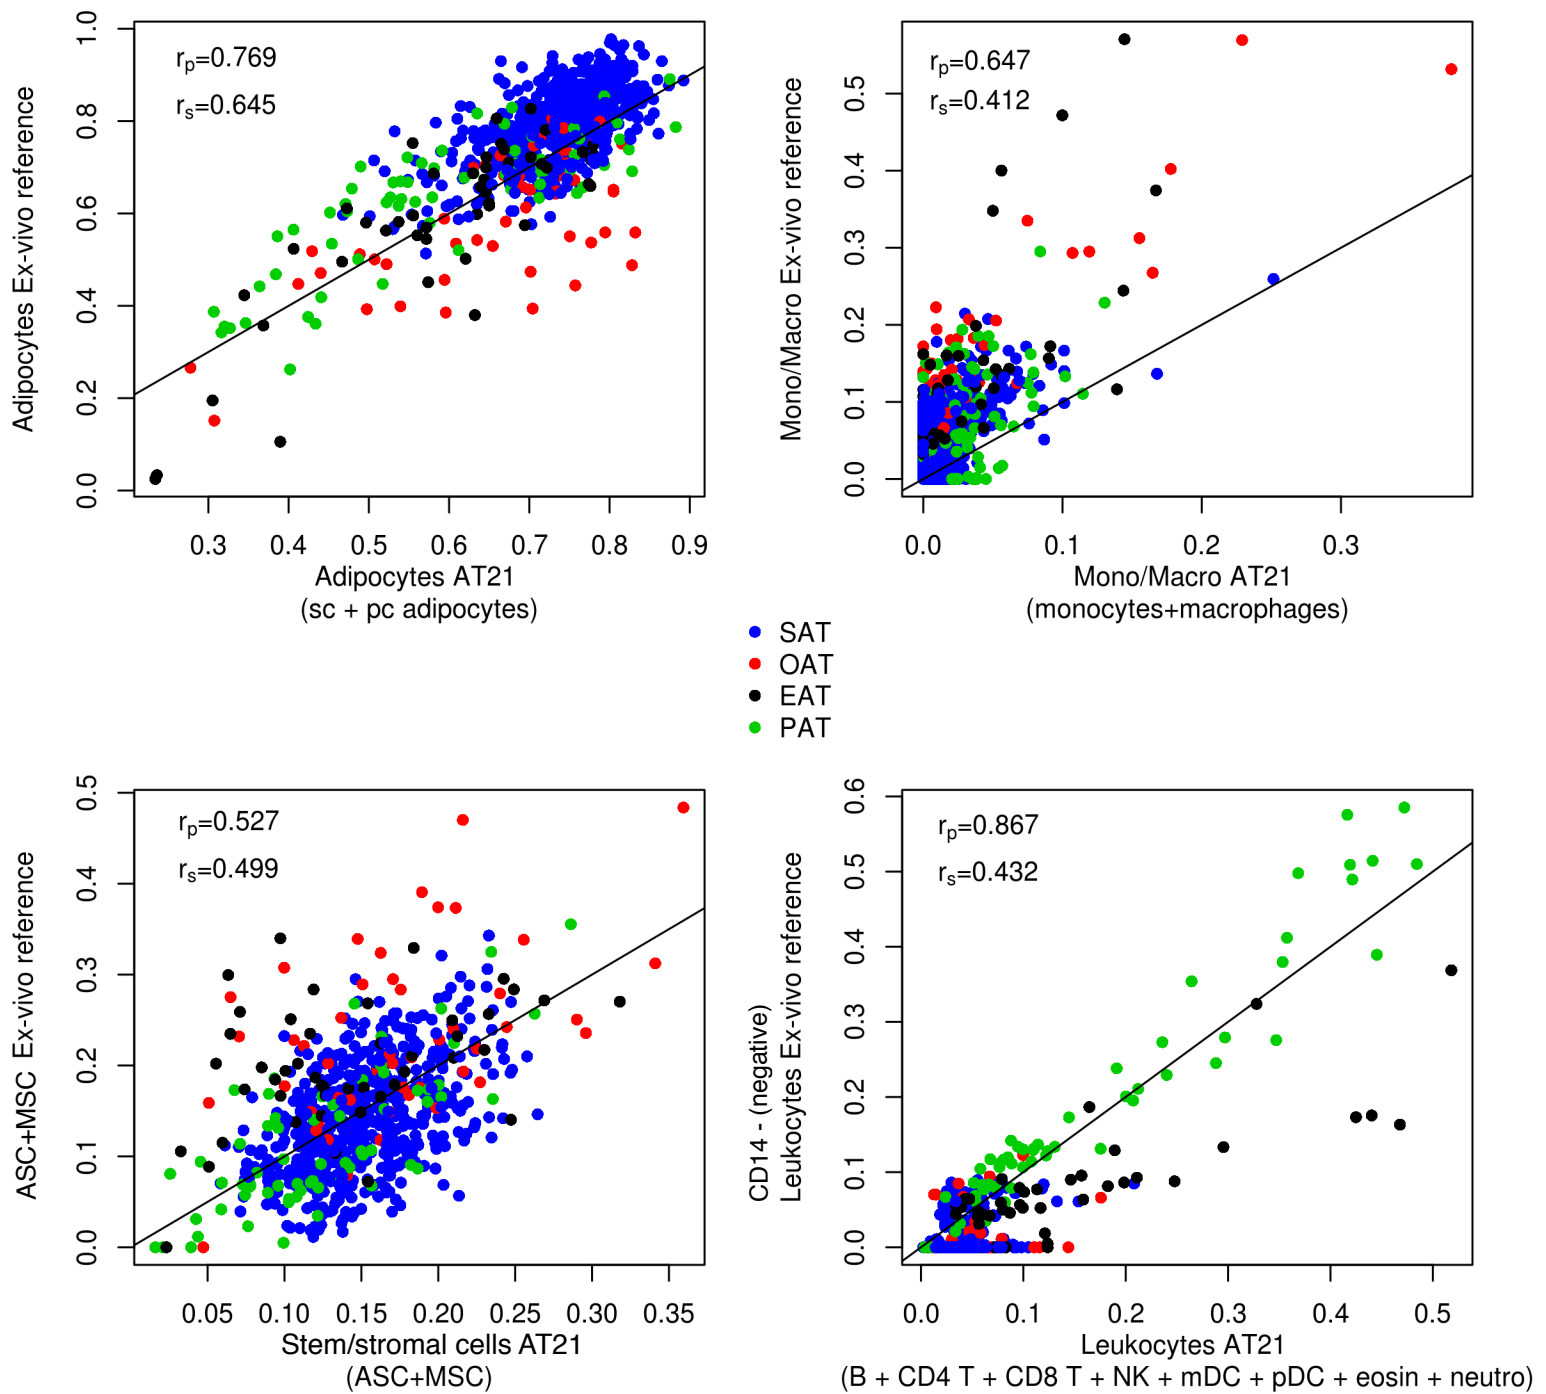 rp=0.769
rs=0.645
Adipocytes Ex-vivo reference
0.0 0.2 0.4 0.6 0.8 1.0
0.3 0.4 0.5 0.6 0.7 0.8 0.9
Adipocytes AT21
(sc + pc adipocytes)
rp=0.647
rs=0.412
Mono/Macro Ex-vivo reference
0.0 0.1 0.2 0.3 0.4 0.5
0.0 0.1 0.2 0.3
Mono/Macro AT21
(monocytes+macrophages)
SAT
OAT
EAT
PAT
rp=0.527
rs=0.499
ASC+MSC Ex-vivo reference
0.0 0.1 0.2 0.3 0.4 0.5
0.05 0.10 0.15 0.20 0.25 0.30 0.35
Stem/stromal cells AT21
(ASC+MSC)
rp=0.867
rs=0.432
CD14 - (negative)
Leukocytes Ex-vivo reference
0.0 0.1 0.2 0.3 0.4 0.5 0.6
0.0 0.1 0.2 0.3 0.4 0.5
Leukocytes AT21
(B + CD4 T + CD8 T + NK + mDC + pDC + eosin + neutro)